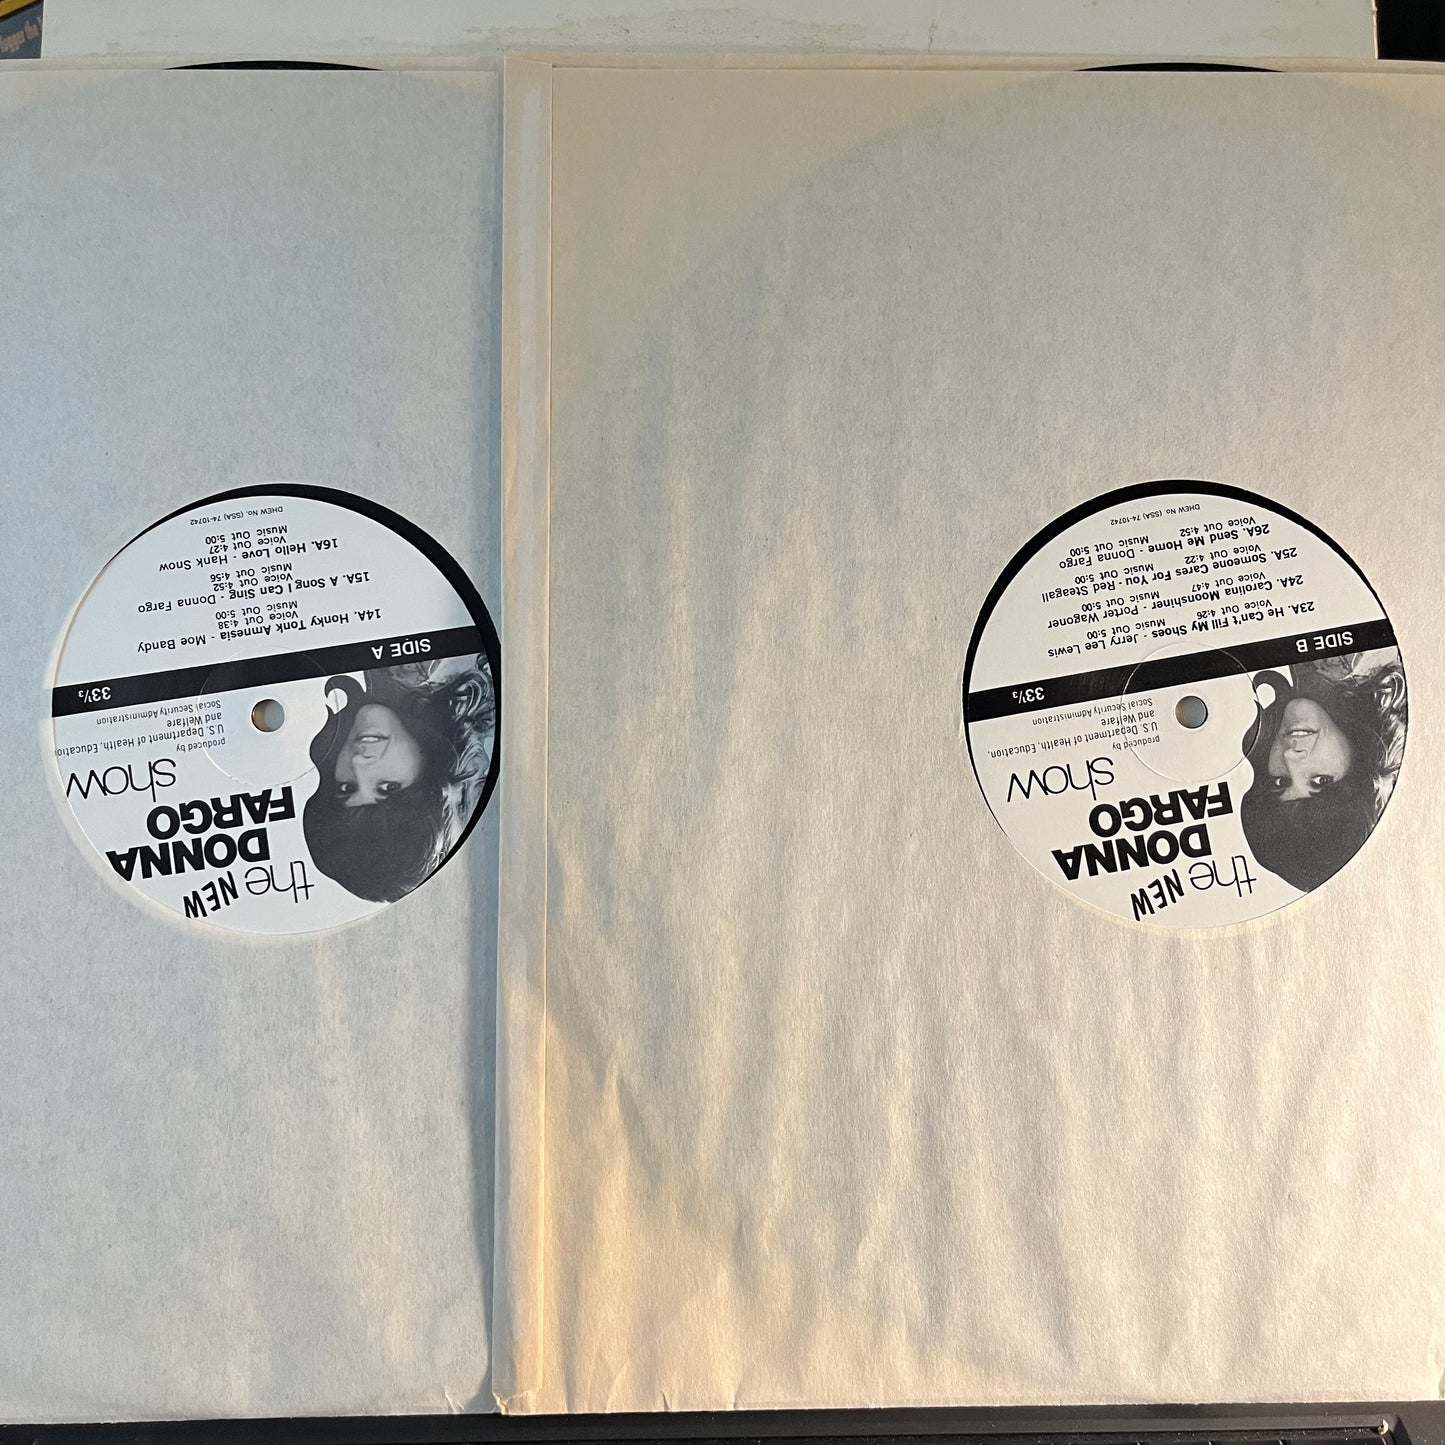 the NEW
DONNA
FARGO
show
produced by
U.S. Department of Health, Education,
and Welfare
Social Security Administration
SIDE A
33⅓
14A. Honky Tonk Amnesia - Moe Bandy
Voice Out 4:38
Music Out 5:00
15A. A Song I Can Sing - Donna Fargo
Voice Out 4:52
Music Out 4:56
16A. Hello Love - Hank Snow
Voice Out 4:27
Music Out 5:00
DHEW No. (SSA) 74-10742
the NEW
DONNA
FARGO
show
produced by
U.S. Department of Health, Education,
and Welfare
Social Security Administration
SIDE B
33⅓
23A. He Can't Fill My Shoes - Jerry Lee Lewis
Voice Out 4:26 Music Out 5:00
24A. Carolina Moonshiner - Porter Wagoner
Voice Out 4:47 Music Out 5:00
25A. Someone Cares For You - Red Steagall
Voice Out 4:22 Music Out 5:00
26A. Send Me Home - Donna Fargo
Voice Out 4:52 Music Out 5:00
DHEW No. (SSA) 74-10742